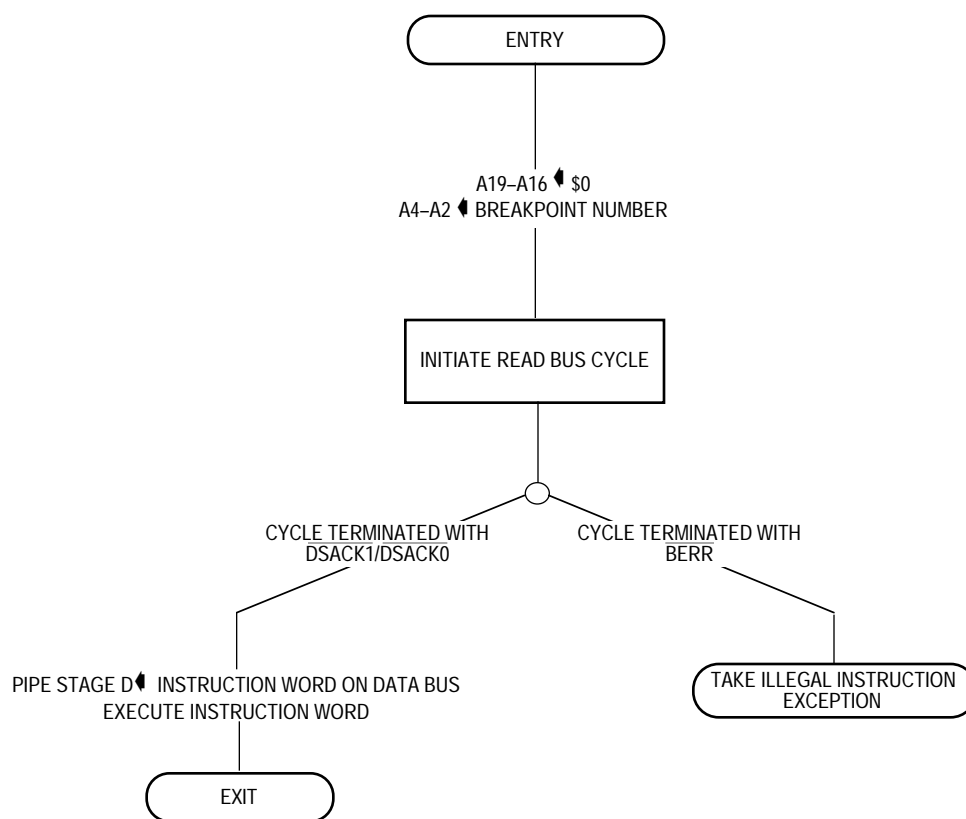 ENTRY
A19–A16 ← $0
A4–A2 ← BREAKPOINT NUMBER
INITIATE READ BUS CYCLE
CYCLE TERMINATED WITH
DSACK1/DSACK0
CYCLE TERMINATED WITH
BERR
PIPE STAGE D ← INSTRUCTION WORD ON DATA BUS
EXECUTE INSTRUCTION WORD
TAKE ILLEGAL INSTRUCTION
EXCEPTION
EXIT